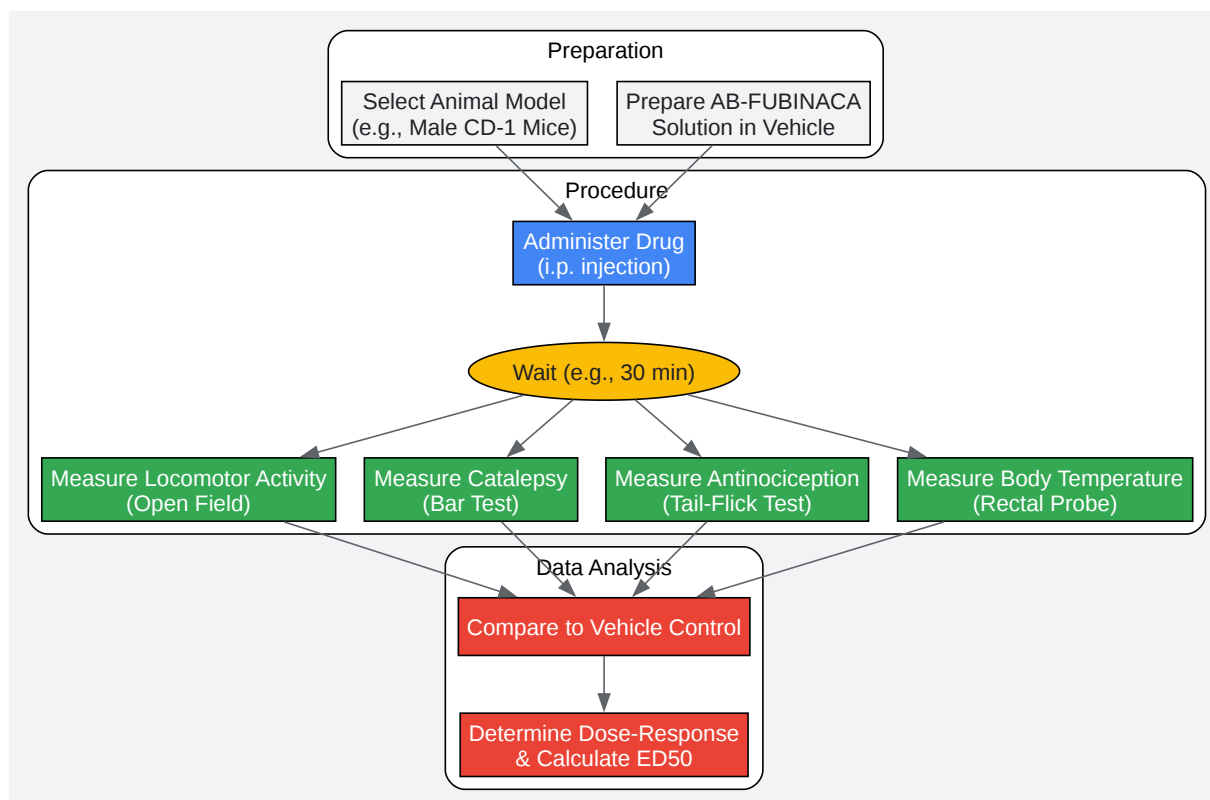 Preparation
Select Animal Model
(e.g., Male CD-1 Mice)
Prepare AB-FUBINACA
Solution in Vehicle
Procedure
Administer Drug
(i.p. injection)
Wait (e.g., 30 min)
Measure Locomotor Activity
(Open Field)
Measure Catalepsy
(Bar Test)
Measure Antinociception
(Tail-Flick Test)
Measure Body Temperature
(Rectal Probe)
Data Analysis
Compare to Vehicle Control
Determine Dose-Response
& Calculate ED50